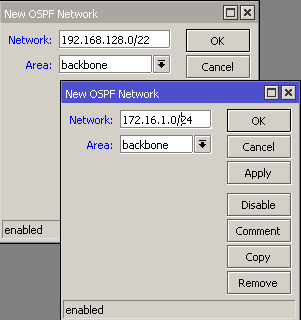 New OSPF Network
Network: 192.168.128.0/22 OK
Area: backbone Cancel
enabled
New OSPF Network
Network: 172.16.1.0/24 OK
Area: backbone Cancel
Apply
Disable
Comment
Copy
Remove
enabled